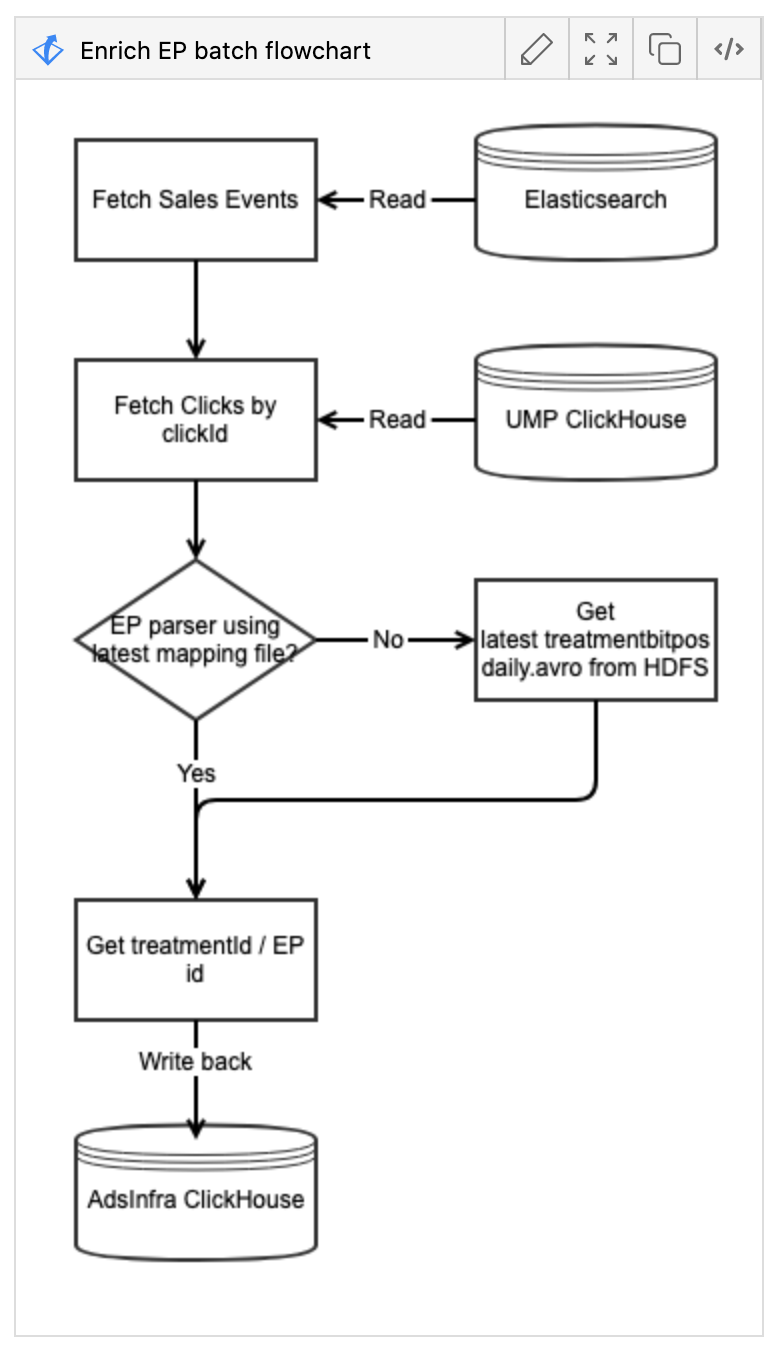 Enrich EP batch flowchart
Fetch Sales Events
Read
Elasticsearch
Fetch Clicks by
clickId
Read
UMP ClickHouse
EP parser using
latest mapping file?
No
Get
latest treatmentbitpos
daily.avro from HDFS
Yes
Get treatmentId / EP
id
Write back
AdsInfra ClickHouse